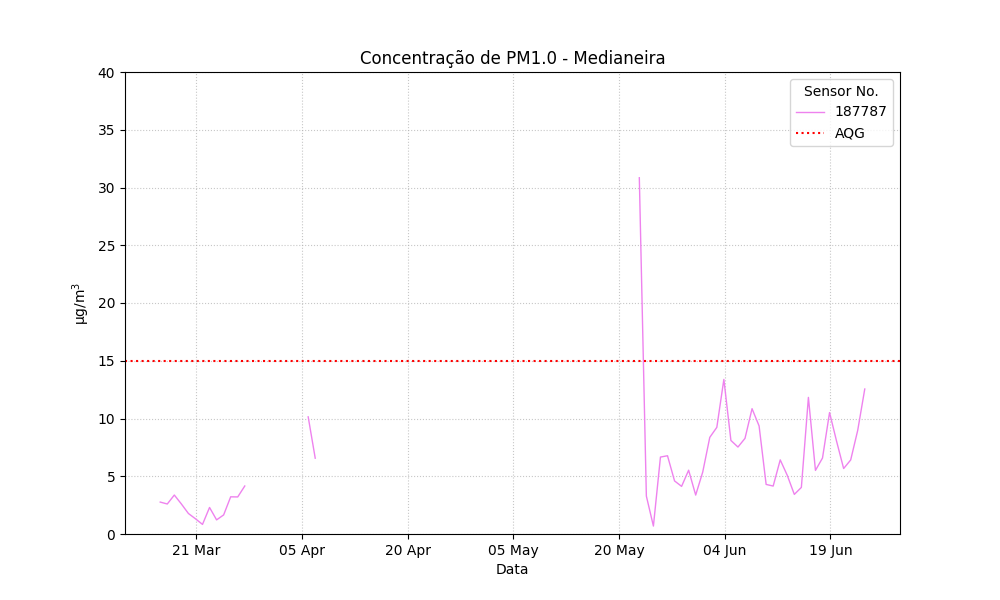 Concentração de PM1.0 - Medianeira
Sensor No.
187787
AQG
40
35
30
25
20
15
10
5
0
µg/m³
21 Mar
05 Apr
20 Apr
05 May
20 May
04 Jun
19 Jun
Data